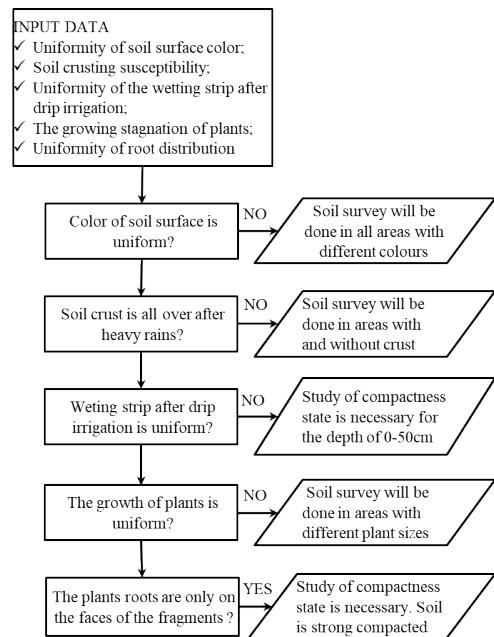 INPUT DATA
✓ Uniformity of soil surface color;
✓ Soil crusting susceptibility;
✓ Uniformity of the wetting strip after
drip irrigation;
✓ The growing stagnation of plants;
✓ Uniformity of root distribution
Color of soil surface is
uniform?
NO
Soil survey will be
done in all areas with
different colours
Soil crust is all over after
heavy rains?
NO
Soil survey will be
done in areas with
and without crust
Weting strip after drip
irrigation is uniform?
NO
Study of compactness
state is necessary for
the depth of 0-50cm
The growth of plants is
uniform?
NO
Soil survey will be
done in areas with
different plant sizes
The plants roots are only on
the faces of the fragments ?
YES
Study of compactness
state is necessary. Soil
is strong compacted